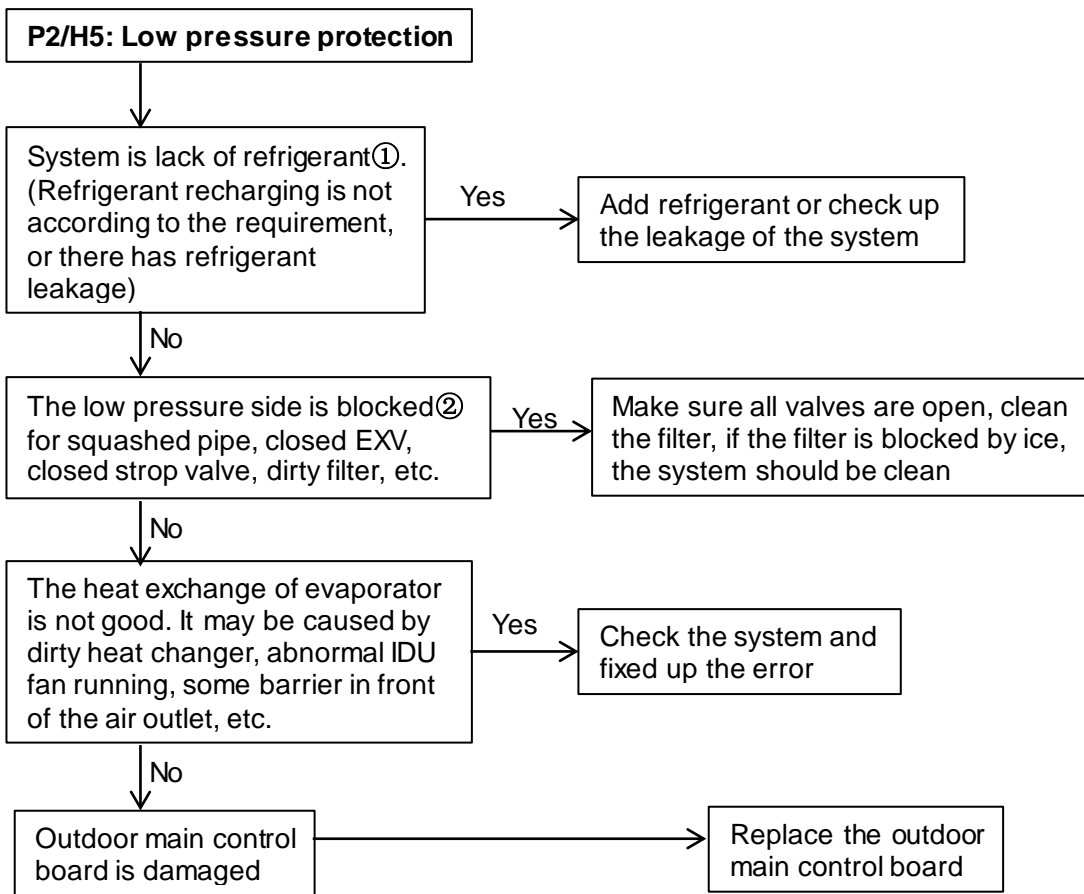 P2/H5: Low pressure protection
System is lack of refrigerant①.
(Refrigerant recharging is not
according to the requirement,
or there has refrigerant
leakage)
Yes
Add refrigerant or check up
the leakage of the system
No
The low pressure side is blocked②
for squashed pipe, closed EXV,
closed strop valve, dirty filter, etc.
Yes
Make sure all valves are open, clean
the filter, if the filter is blocked by ice,
the system should be clean
No
The heat exchange of evaporator
is not good. It may be caused by
dirty heat changer, abnormal IDU
fan running, some barrier in front
of the air outlet, etc.
Yes
Check the system and
fixed up the error
No
Outdoor main control
board is damaged
Replace the outdoor
main control board